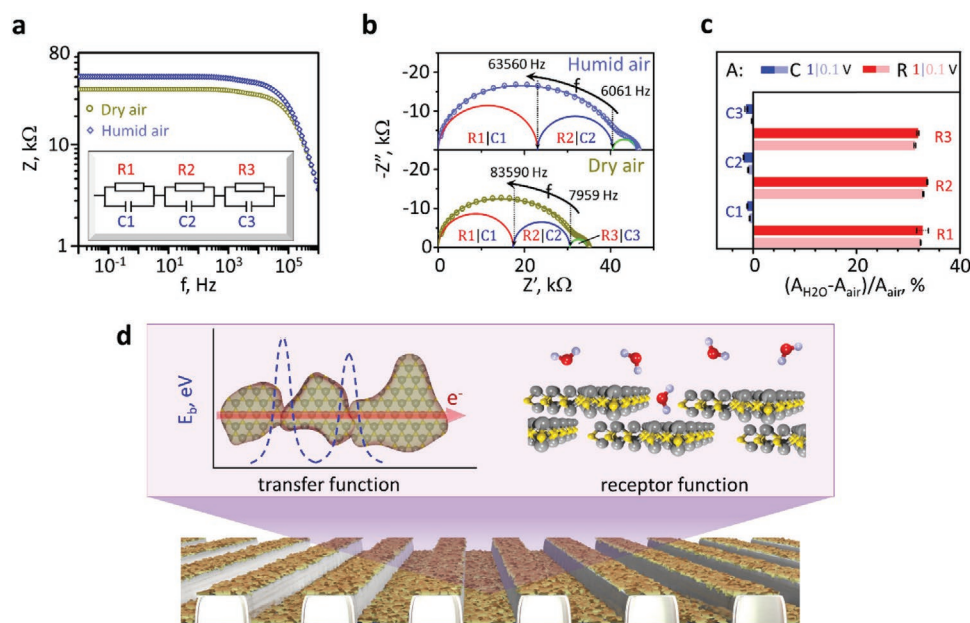 a
Z, kΩ
80
10
1
Dry air
Humid air
R1 R2 R3
C1 C2 C3
10⁻¹ 10¹ 10³ 10⁵
f, Hz
b
-Z″, kΩ
-20
-10
0
63560 Hz
f
Humid air
6061 Hz
R1|C1 R2|C2
Dry air
-20
-10
0
83590 Hz
f
7959 Hz
R1|C1 R2|C2 R3|C3
0 20 40
Z′, kΩ
c
A: C 1|0.1 V R 1|0.1 V
C3 R3
C2 R2
C1 R1
0 20 40
(A_H2O-A_air)/A_air, %
d
E_b, eV
e⁻
transfer function
receptor function